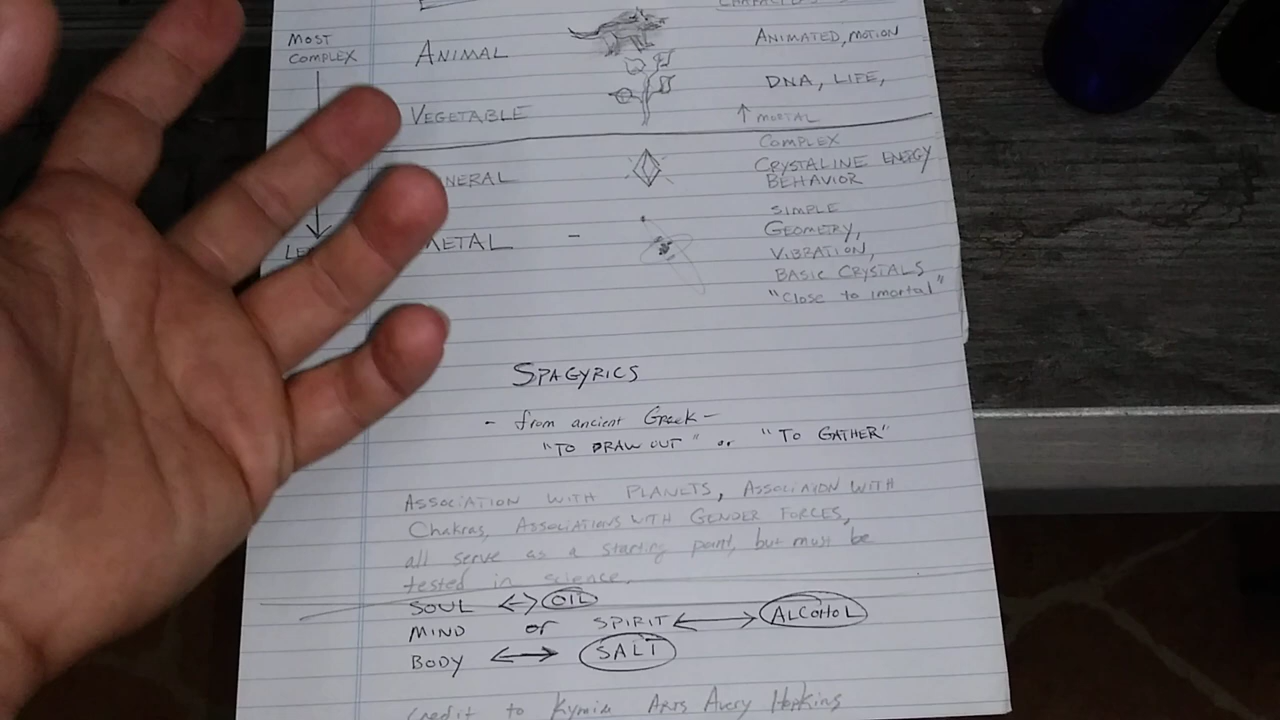 MOST
COMPLEX
ANIMAL
ANIMATED, MOTION
VEGETABLE
DNA, LIFE,
↑ MORTAL
NERAL
COMPLEX
CRYSTALINE ENERGY
BEHAVIOR
LE
METAL -
SIMPLE
GEOMETRY,
VIBRATION,
BASIC CRYSTALS
"Close to imortal"
SPAGYRICS
- from ancient Greek -
"TO DRAW OUT" or "TO GATHER"
ASSOCIATION WITH PLANETS, ASSOCIATION WITH
Chakras, ASSOCIATIONS WITH GENDER FORCES,
all serve as a starting point, but must be
tested in science.
SOUL <-> OIL
MIND or SPIRIT <-> ALCOHOL
BODY <-> SALT
Credit to Kymia Arts Avery Hopkins